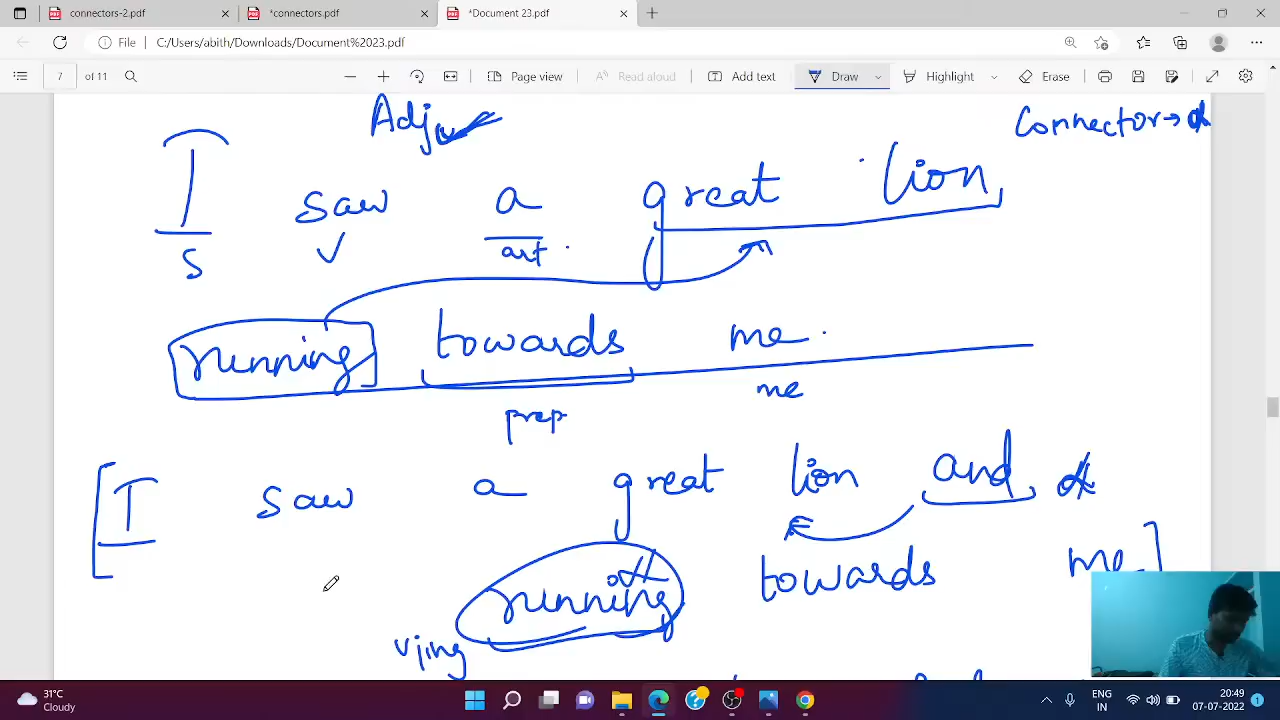 connectors-2.pdf *connectors.pdf *Document 23.pdf
File C:/Users/abith/Downloads/Document%2023.pdf
7 of 11 Page view Read aloud Add text Draw Highlight Erase
Adj Connector→
I saw a great lion
S V art
running towards me.
prep me
[I saw a great lion and
running towards me]
Ving
31°C
Cloudy
ENG
IN
20:49
07-07-2022
1